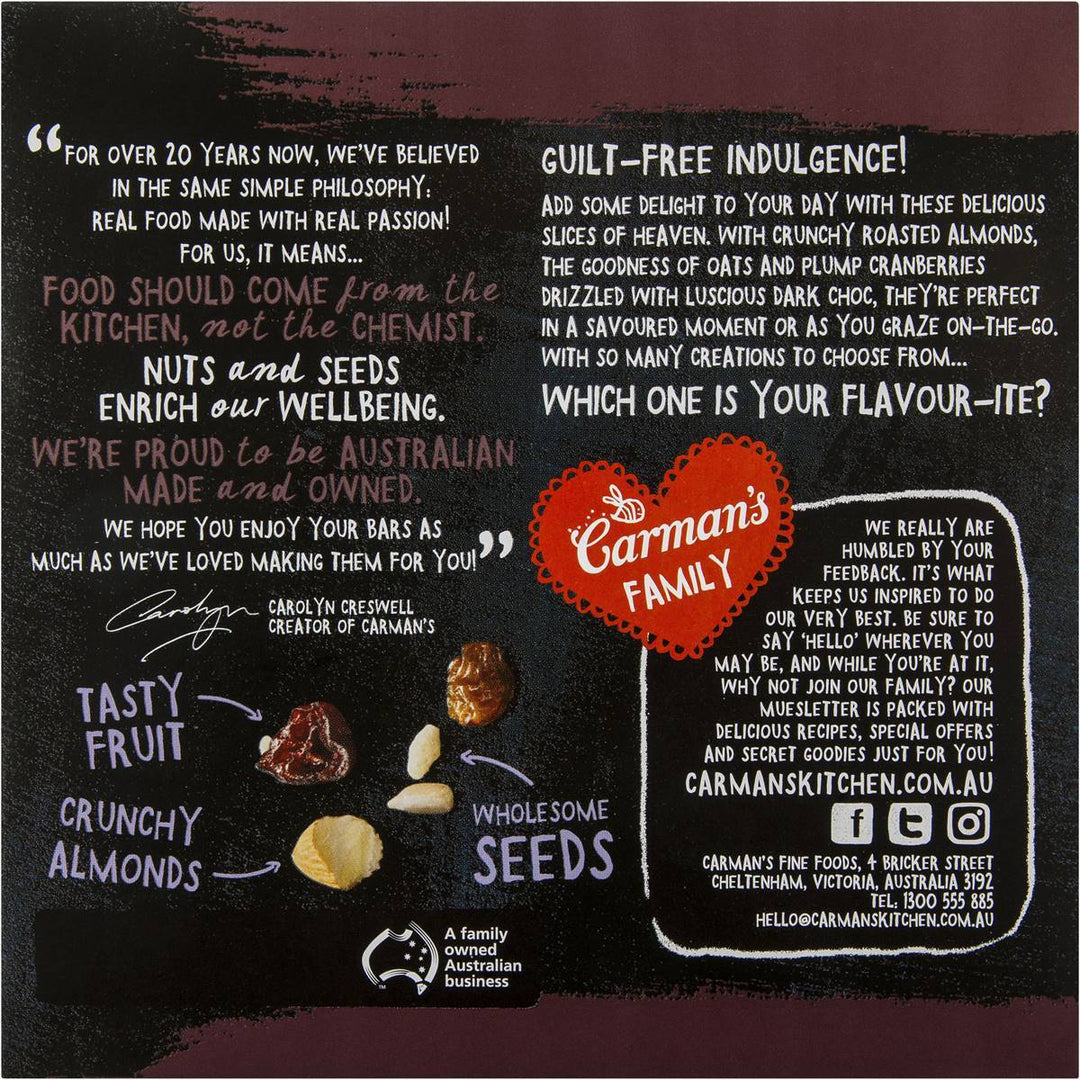 “FOR OVER 20 YEARS NOW, WE'VE BELIEVED
IN THE SAME SIMPLE PHILOSOPHY:
REAL FOOD MADE WITH REAL PASSION!
FOR US, IT MEANS...
FOOD SHOULD COME from the
KITCHEN, not the CHEMIST.
NUTS and SEEDS
ENRICH our WELLBEING.
WE'RE PROUD to be AUSTRALIAN
MADE and OWNED.
WE HOPE YOU ENJOY YOUR BARS AS
MUCH AS WE'VE LOVED MAKING THEM FOR YOU!”
Carolyn
CAROLYN CRESWELL
CREATOR OF CARMAN'S
TASTY
FRUIT
CRUNCHY
ALMONDS
WHOLESOME
SEEDS
A family
owned
Australian
business
TM
GUILT-FREE INDULGENCE!
ADD SOME DELIGHT TO YOUR DAY WITH THESE DELICIOUS
SLICES OF HEAVEN. WITH CRUNCHY ROASTED ALMONDS,
THE GOODNESS OF OATS AND PLUMP CRANBERRIES
DRIZZLED WITH LUSCIOUS DARK CHOC, THEY'RE PERFECT
IN A SAVOURED MOMENT OR AS YOU GRAZE ON-THE-GO.
WITH SO MANY CREATIONS TO CHOOSE FROM...
WHICH ONE IS YOUR FLAVOUR-ITE?
Carman's
FAMILY
WE REALLY ARE
HUMBLED BY YOUR
FEEDBACK. IT'S WHAT
KEEPS US INSPIRED TO DO
OUR VERY BEST. BE SURE TO
SAY ‘HELLO’ WHEREVER YOU
MAY BE, AND WHILE YOU'RE AT IT,
WHY NOT JOIN OUR FAMILY? OUR
MUESLETTER IS PACKED WITH
DELICIOUS RECIPES, SPECIAL OFFERS
AND SECRET GOODIES JUST FOR YOU!
CARMANSKITCHEN.COM.AU
CARMAN'S FINE FOODS, 4 BRICKER STREET
CHELTENHAM, VICTORIA, AUSTRALIA 3192
TEL: 1300 555 885
HELLO@CARMANSKITCHEN.COM.AU